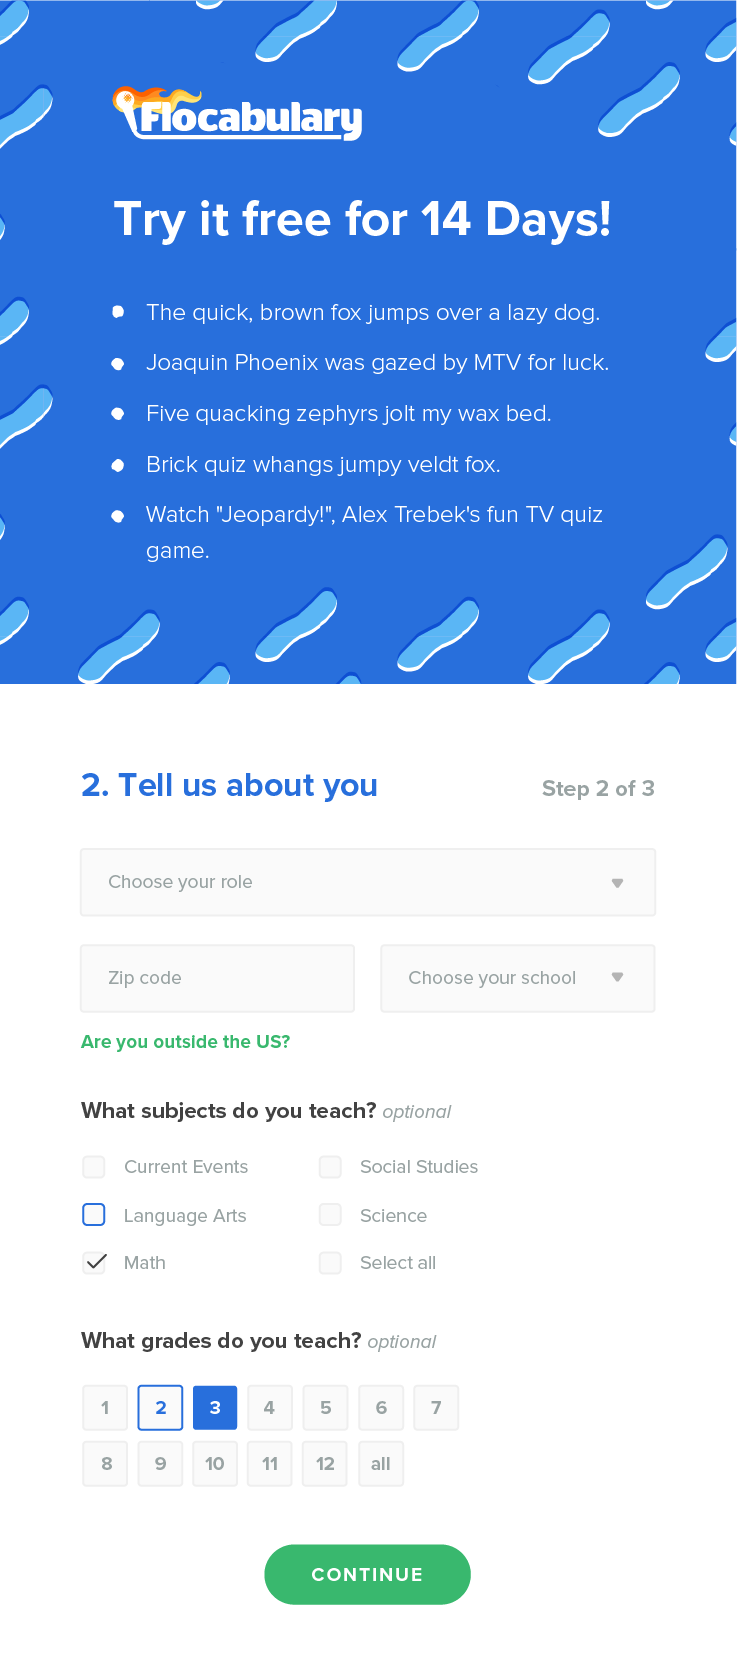 Flocabulary
Try it free for 14 Days!
The quick, brown fox jumps over a lazy dog.
Joaquin Phoenix was gazed by MTV for luck.
Five quacking zephyrs jolt my wax bed.
Brick quiz whangs jumpy veldt fox.
Watch "Jeopardy!", Alex Trebek's fun TV quiz
game.
2. Tell us about you
Step 2 of 3
Choose your role
Zip code
Choose your school
Are you outside the US?
What subjects do you teach? optional
Current Events
Social Studies
Language Arts
Science
Math
Select all
What grades do you teach? optional
1 2 3 4 5 6 7
8 9 10 11 12 all
CONTINUE